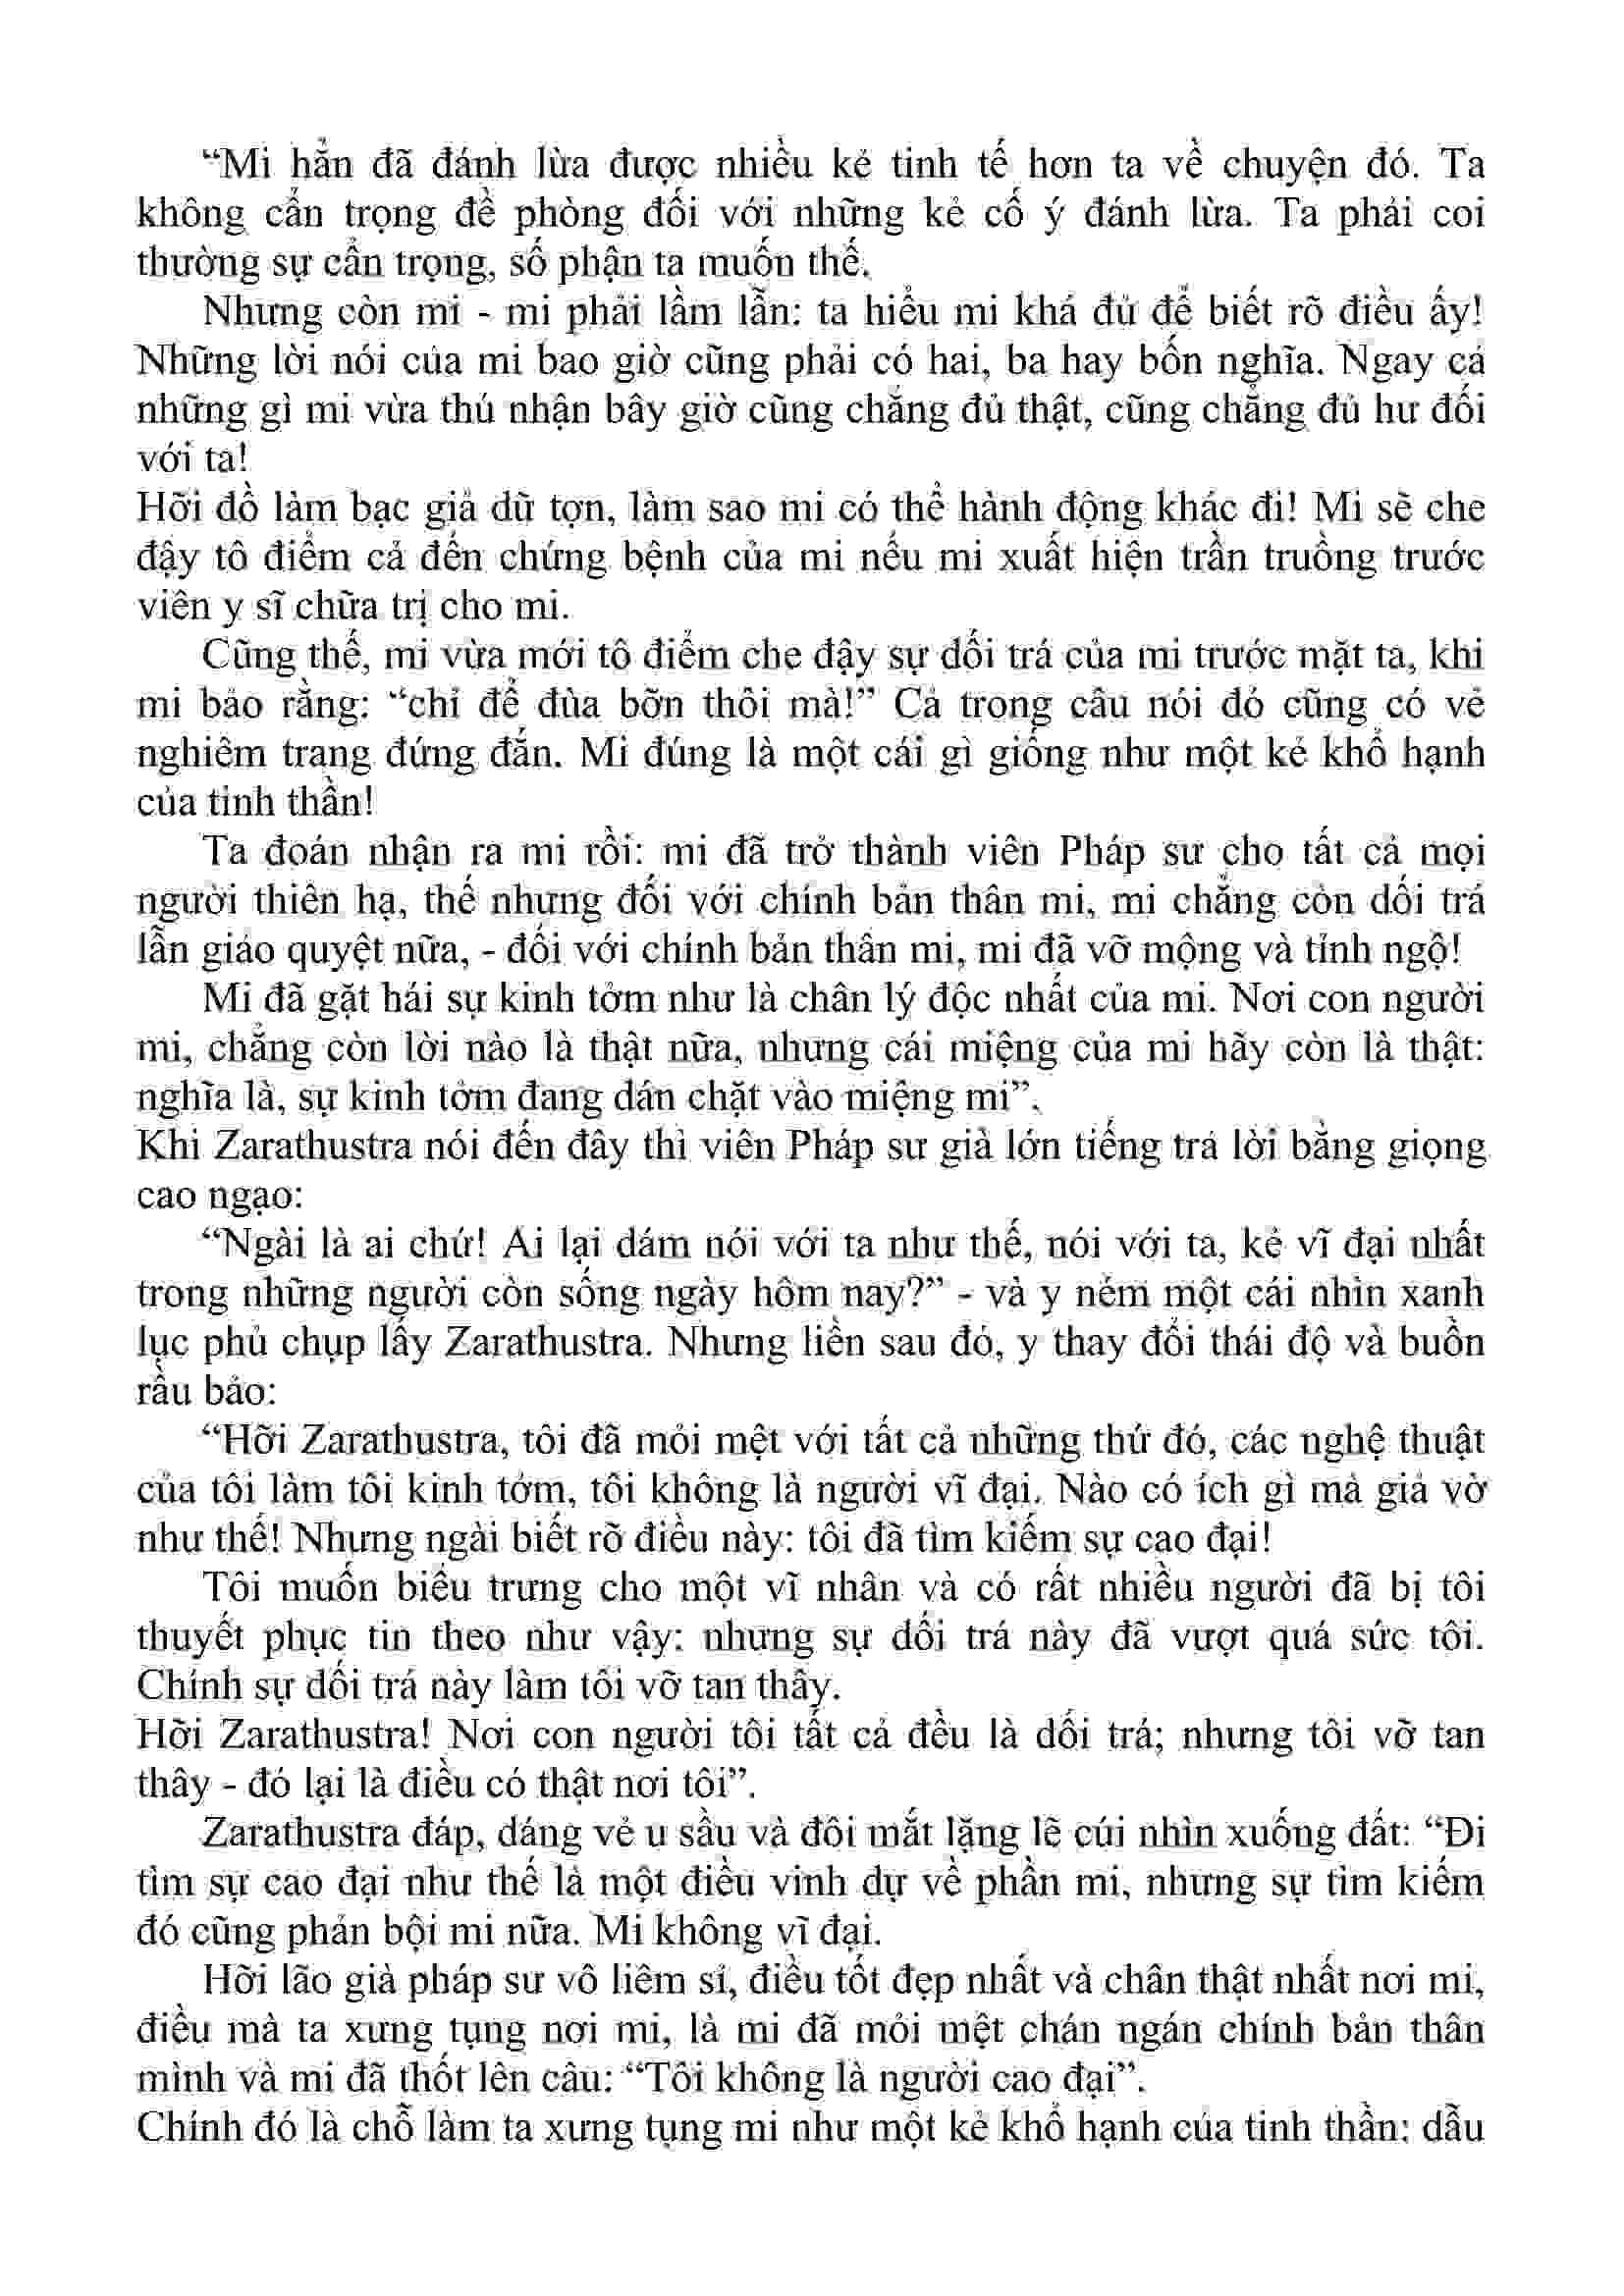 “Mi hẳn đã đánh lừa được nhiều kẻ tinh tế hơn ta về chuyện đó. Ta
không cẩn trọng đề phòng đối với những kẻ cố ý đánh lừa. Ta phải coi
thường sự cẩn trọng, số phận ta muốn thế.
Nhưng còn mi - mi phải lầm lẫn: ta hiểu mi khá đủ để biết rõ điều ấy!
Những lời nói của mi bao giờ cũng phải có hai, ba hay bốn nghĩa. Ngay cả
những gì mi vừa thú nhận bây giờ cũng chẳng đủ thật, cũng chẳng đủ hư đối
với ta!
Hỡi đồ làm bạc giả dữ tợn, làm sao mi có thể hành động khác đi! Mi sẽ che
đậy tô điểm cả đến chứng bệnh của mi nếu mi xuất hiện trần truồng trước
viên y sĩ chữa trị cho mi.
Cũng thế, mi vừa mới tô điểm che đậy sự dối trá của mi trước mặt ta, khi
mi bảo rằng: “chỉ để đùa bỡn thôi mà!” Cả trong câu nói đó cũng có vẻ
nghiêm trang đứng đắn. Mi đúng là một cái gì giống như một kẻ khổ hạnh
của tinh thần!
Ta đoán nhận ra mi rồi: mi đã trở thành viên Pháp sư cho tất cả mọi
người thiên hạ, thế nhưng đối với chính bản thân mi, mi chẳng còn dối trá
lẫn giảo quyệt nữa, - đối với chính bản thân mi, mi đã vỡ mộng và tỉnh ngộ!
Mi đã gặt hái sự kinh tởm như là chân lý độc nhất của mi. Nơi con người
mi, chẳng còn lời nào là thật nữa, nhưng cái miệng của mi hãy còn là thật:
nghĩa là, sự kinh tởm đang dán chặt vào miệng mi”.
Khi Zarathustra nói đến đây thì viên Pháp sư già lớn tiếng trả lời bằng giọng
cao ngạo:
“Ngài là ai chứ! Ai lại dám nói với ta như thế, nói với ta, kẻ vĩ đại nhất
trong những người còn sống ngày hôm nay?” - và y ném một cái nhìn xanh
lục phủ chụp lấy Zarathustra. Nhưng liền sau đó, y thay đổi thái độ và buồn
rầu bảo:
“Hỡi Zarathustra, tôi đã mỏi mệt với tất cả những thứ đó, các nghệ thuật
của tôi làm tôi kinh tởm, tôi không là người vĩ đại. Nào có ích gì mà giả vờ
như thế! Nhưng ngài biết rõ điều này: tôi đã tìm kiếm sự cao đại!
Tôi muốn biểu trưng cho một vĩ nhân và có rất nhiều người đã bị tôi
thuyết phục tin theo như vậy: nhưng sự dối trá này đã vượt quá sức tôi.
Chính sự dối trá này làm tôi vỡ tan thây.
Hỡi Zarathustra! Nơi con người tôi tất cả đều là dối trá; nhưng tôi vỡ tan
thây - đó lại là điều có thật nơi tôi”.
Zarathustra đáp, dáng vẻ u sầu và đôi mắt lặng lẽ cúi nhìn xuống đất: “Đi
tìm sự cao đại như thế là một điều vinh dự về phần mi, nhưng sự tìm kiếm
đó cũng phản bội mi nữa. Mi không vĩ đại.
Hỡi lão già pháp sư vô liêm sỉ, điều tốt đẹp nhất và chân thật nhất nơi mi,
điều mà ta xưng tụng nơi mi, là mi đã mỏi mệt chán ngán chính bản thân
mình và mi đã thốt lên câu: “Tôi không là người cao đại”.
Chính đó là chỗ làm ta xưng tụng mi như một kẻ khổ hạnh của tinh thần: dẫu